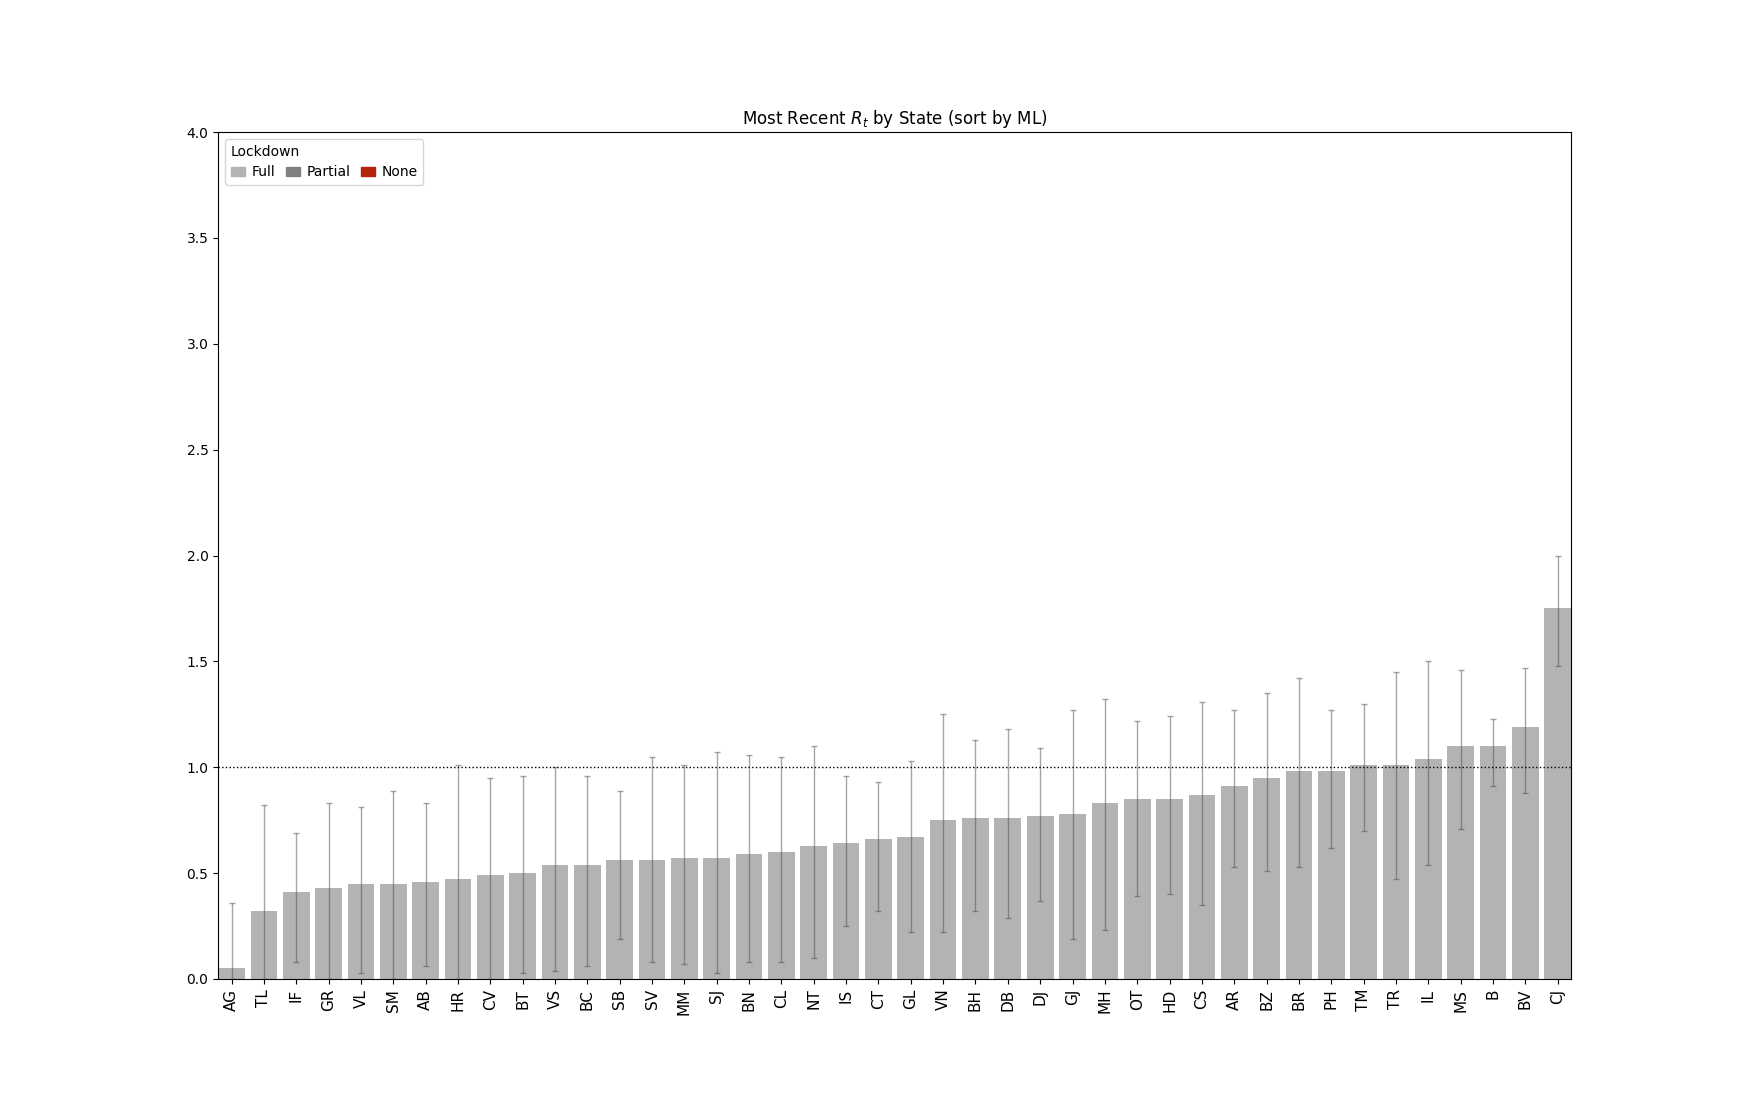 Most Recent Rt by State (sort by ML)
4.0
Lockdown
Full Partial None
3.5
3.0
2.5
2.0
1.5
1.0
0.5
0.0
AG TL IF GR VL SM AB HR CV BT VS BC SB SV MM SJ BN CL NT IS CT GL VN BH DB DJ GJ MH OT HD CS AR BZ BR PH TM TR IL MS B BV CJ